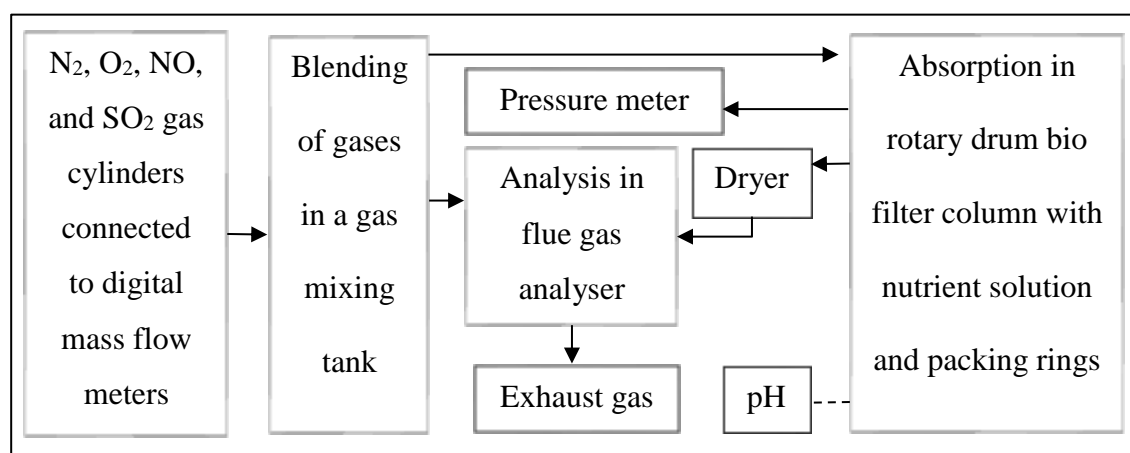 N₂, O₂, NO,
and SO₂ gas
cylinders
connected
to digital
mass flow
meters
Blending
of gases
in a gas
mixing
tank
Pressure meter
Analysis in
flue gas
analyser
Dryer
Exhaust gas
pH
Absorption in
rotary drum bio
filter column with
nutrient solution
and packing rings